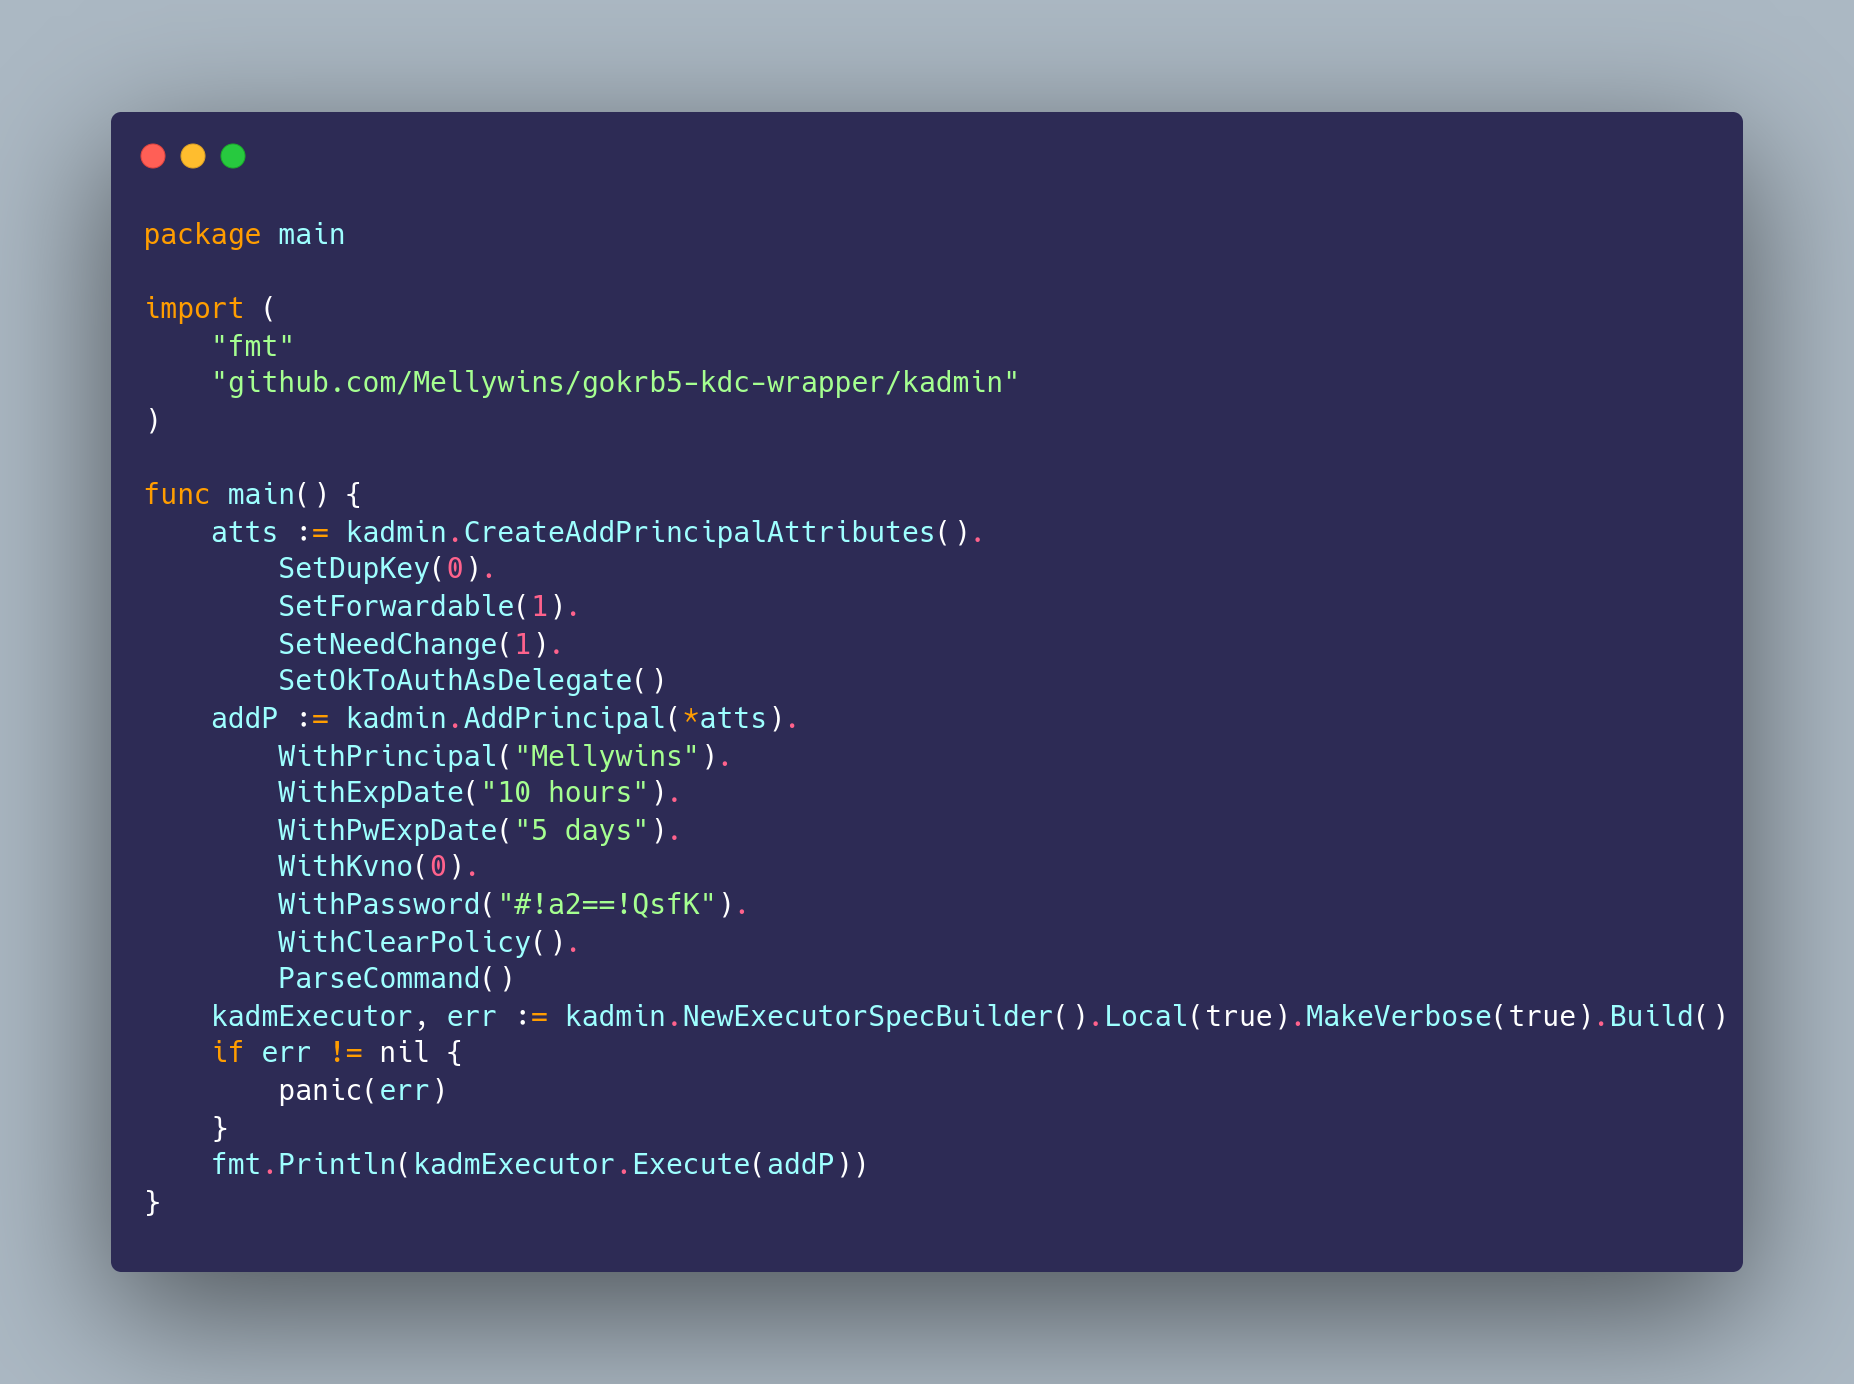 package main

import (
    "fmt"
    "github.com/Mellywins/gokrb5-kdc-wrapper/kadmin"
)

func main() {
    atts := kadmin.CreateAddPrincipalAttributes().
        SetDupKey(0).
        SetForwardable(1).
        SetNeedChange(1).
        SetOkToAuthAsDelegate()
    addP := kadmin.AddPrincipal(*atts).
        WithPrincipal("Mellywins").
        WithExpDate("10 hours").
        WithPwExpDate("5 days").
        WithKvno(0).
        WithPassword("#!a2==!QsfK").
        WithClearPolicy().
        ParseCommand()
    kadmExecutor, err := kadmin.NewExecutorSpecBuilder().Local(true).MakeVerbose(true).Build()
    if err != nil {
        panic(err)
    }
    fmt.Println(kadmExecutor.Execute(addP))
}